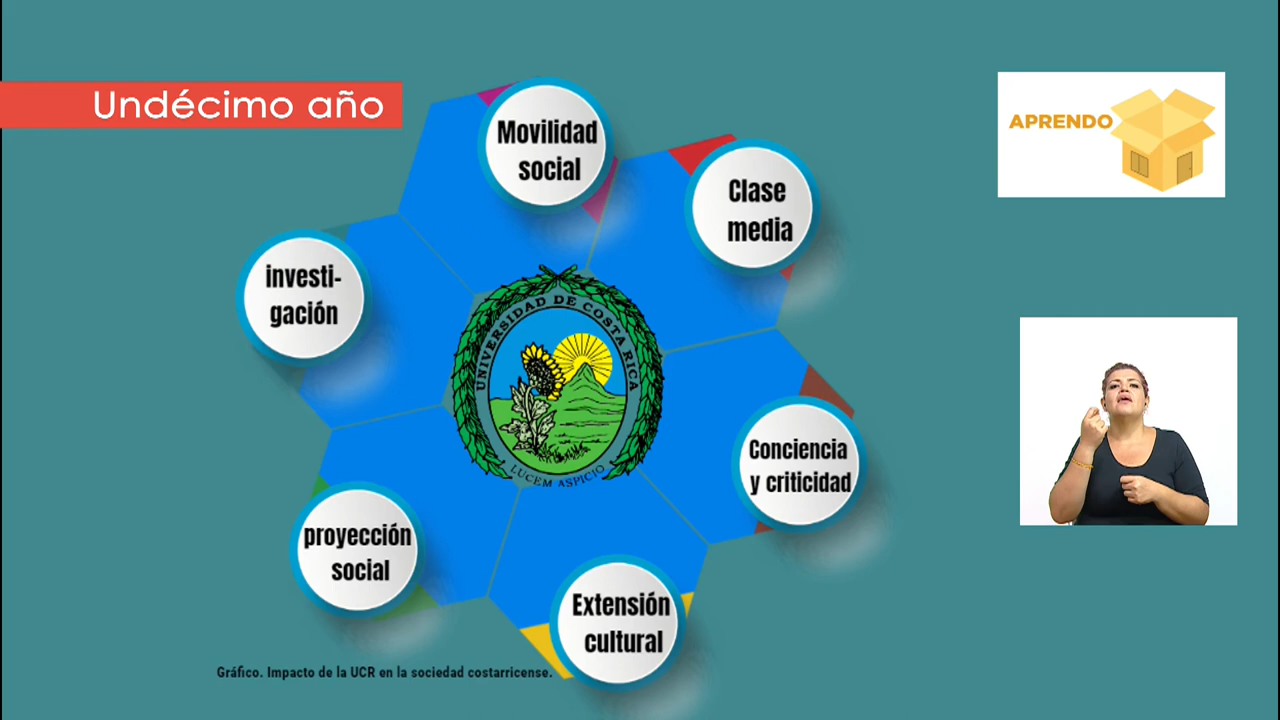 Undécimo año
APRENDO
Movilidad
social
Clase
media
investi-
gación
UNIVERSIDAD DE COSTA RICA
LUCEM ASPICIO
Conciencia
y criticidad
proyección
social
Extensión
cultural
Gráfico. Impacto de la UCR en la sociedad costarricense.